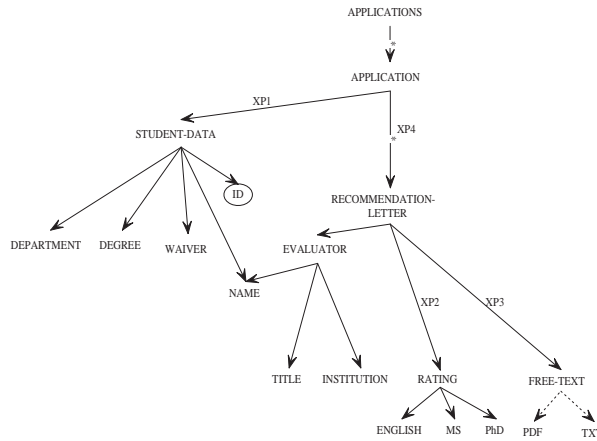 APPLICATIONS
*
APPLICATION
XP1
XP4
*
STUDENT-DATA
ID
RECOMMENDATION-
LETTER
DEPARTMENT
DEGREE
WAIVER
EVALUATOR
NAME
XP2
XP3
TITLE
INSTITUTION
RATING
FREE-TEXT
ENGLISH
MS
PhD
PDF
TXT